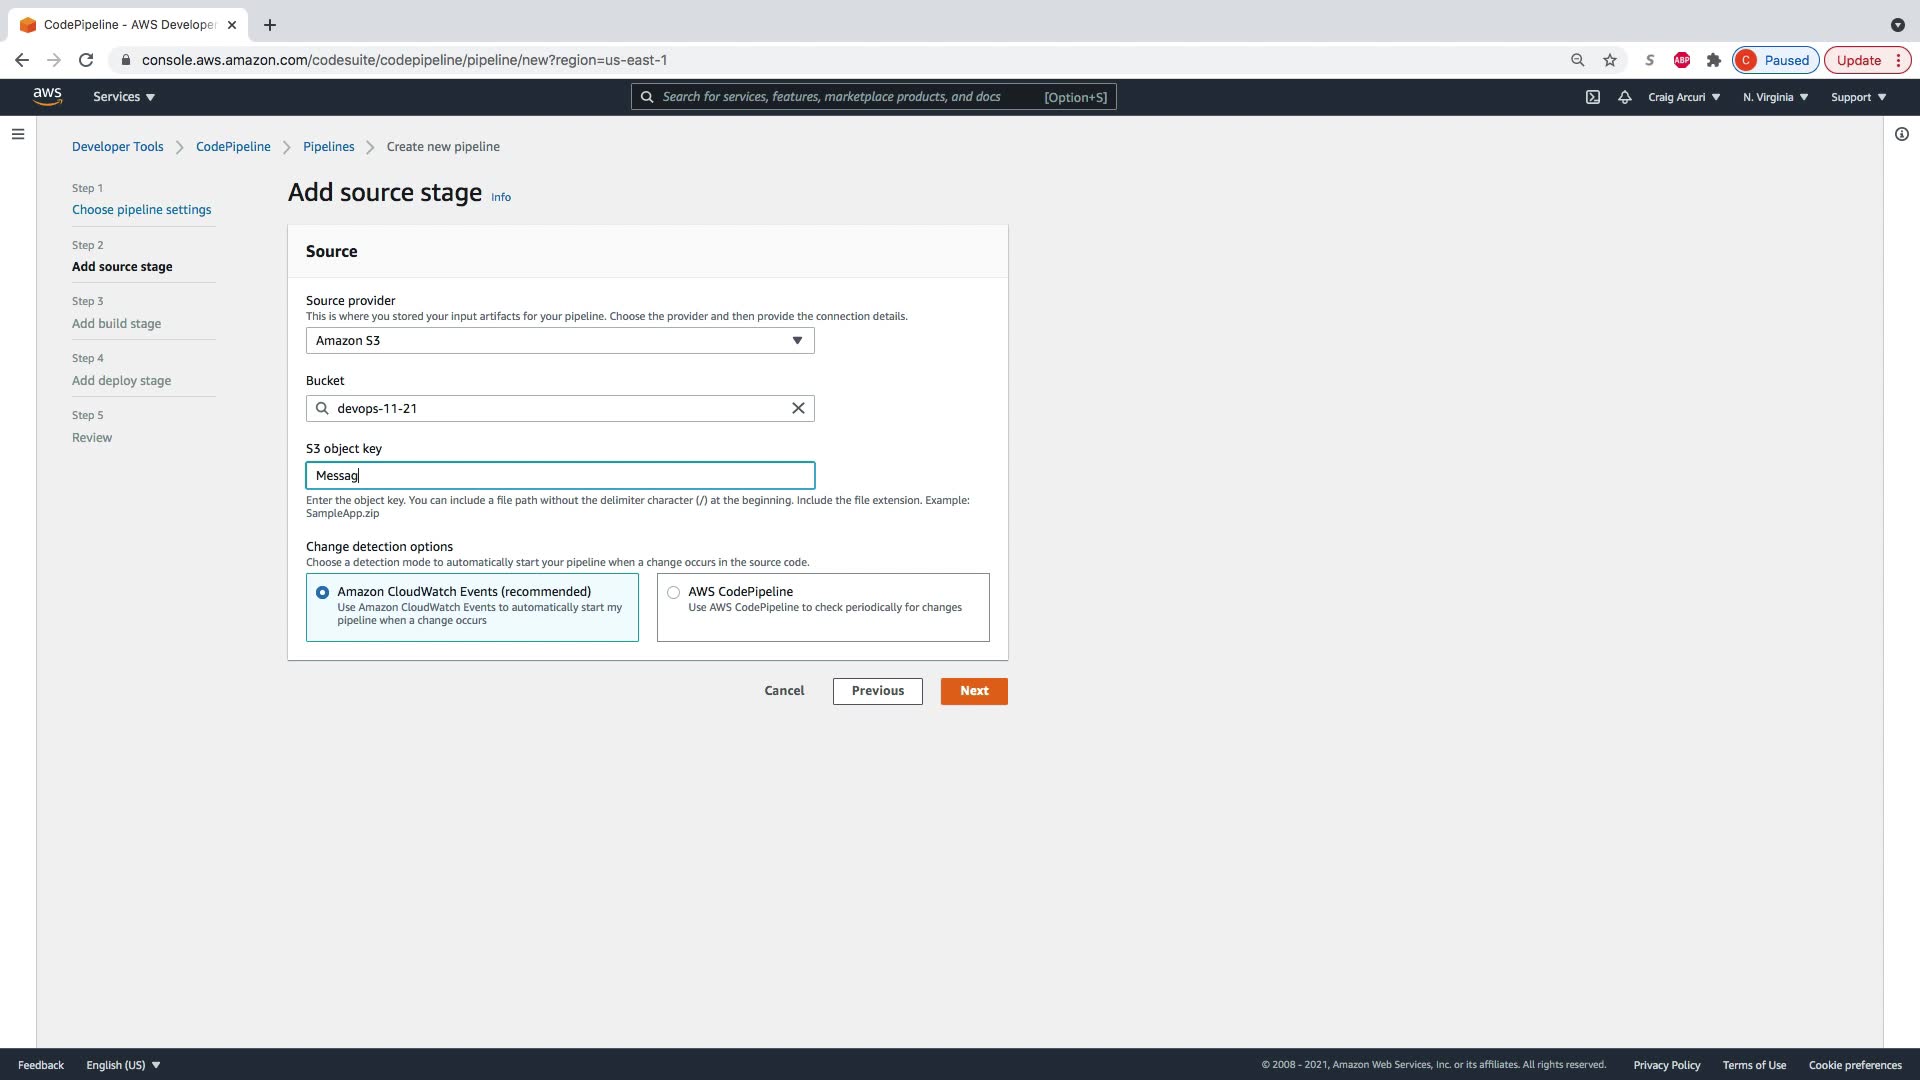 CodePipeline - AWS Developer
console.aws.amazon.com/codesuite/codepipeline/pipeline/new?region=us-east-1
S
ABP
C
Paused
Update
aws
Services
Search for services, features, marketplace products, and docs
[Option+S]
Craig Arcuri
N. Virginia
Support
Developer Tools
CodePipeline
Pipelines
Create new pipeline
Step 1
Choose pipeline settings
Step 2
Add source stage
Step 3
Add build stage
Step 4
Add deploy stage
Step 5
Review
Add source stage
Info
Source
Source provider
This is where you stored your input artifacts for your pipeline. Choose the provider and then provide the connection details.
Amazon S3
Bucket
devops-11-21
S3 object key
Messag
Enter the object key. You can include a file path without the delimiter character (/) at the beginning. Include the file extension. Example:
SampleApp.zip
Change detection options
Choose a detection mode to automatically start your pipeline when a change occurs in the source code.
Amazon CloudWatch Events (recommended)
Use Amazon CloudWatch Events to automatically start my
pipeline when a change occurs
AWS CodePipeline
Use AWS CodePipeline to check periodically for changes
Cancel
Previous
Next
Feedback
English (US)
© 2008 - 2021, Amazon Web Services, Inc. or its affiliates. All rights reserved.
Privacy Policy
Terms of Use
Cookie preferences